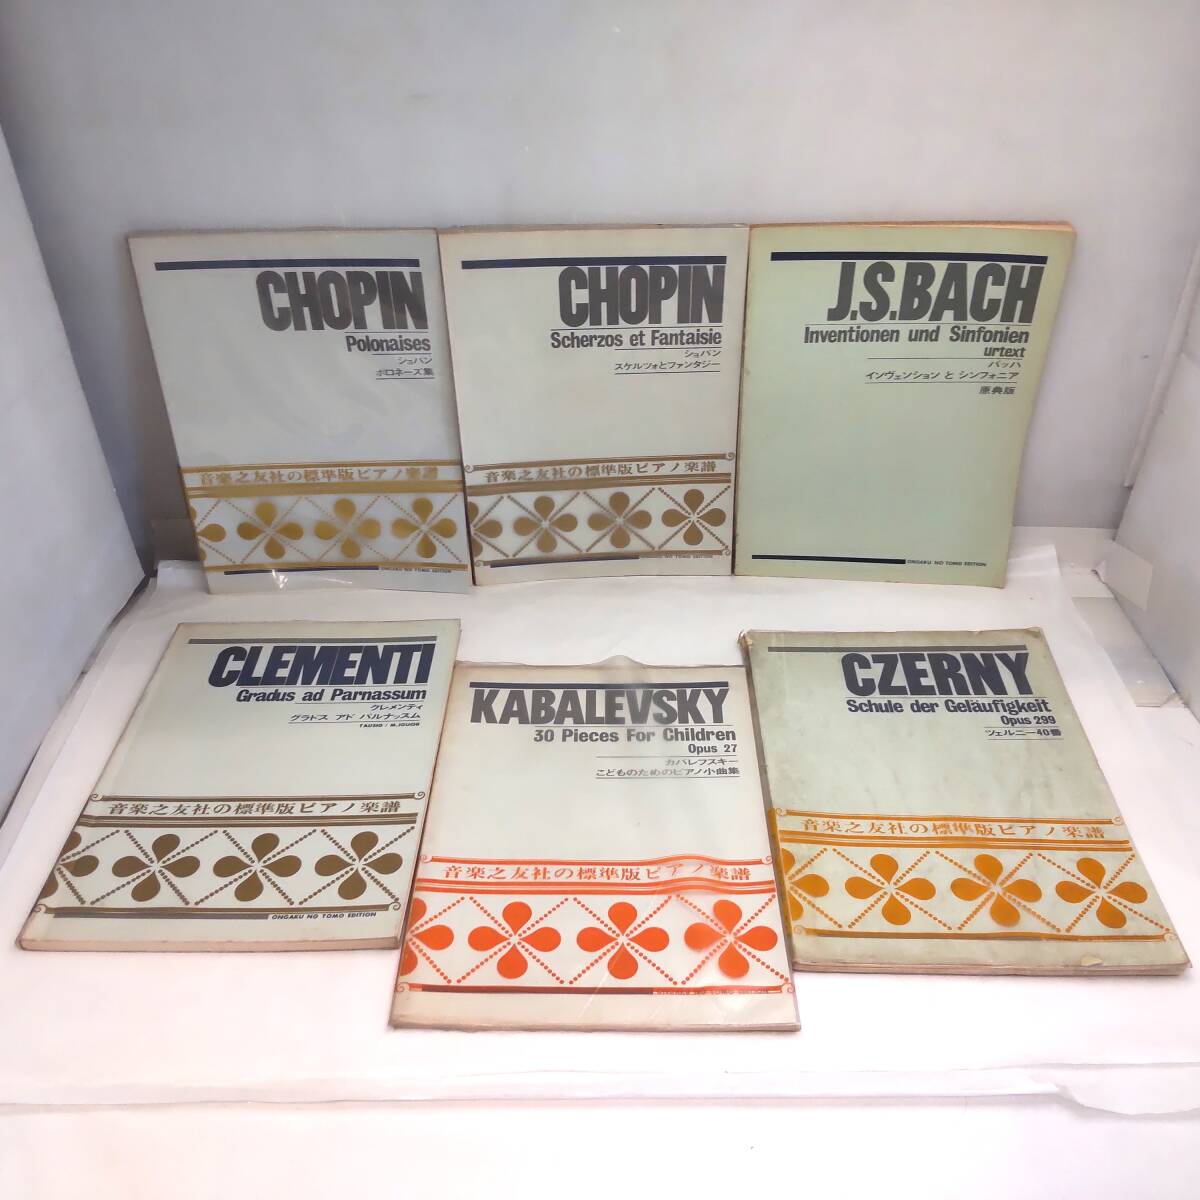 CHOPIN
Polonaises
ショパン
ポロネーズ集
音楽之友社の標準版ピアノ楽譜
ONGAKU NO TOMO EDITION
CHOPIN
Scherzos et Fantaisie
ショパン
スケルツォとファンタジー
音楽之友社の標準版ピアノ楽譜
ONGAKU NO TOMO EDITION
J.S.BACH
Inventionen und Sinfonien
urtext
バッハ
インヴェンション と シンフォニア
原典版
ONGAKU NO TOMO EDITION
CLEMENTI
Gradus ad Parnassum
クレメンティ
グラドス アド パルナッスム
TAUSIG / M.IGUCHI
音楽之友社の標準版ピアノ楽譜
ONGAKU NO TOMO EDITION
KABALEVSKY
30 Pieces For Children
Opus 27
カバレフスキー
こどものためのピアノ小曲集
音楽之友社の標準版ピアノ楽譜
CZERNY
Schule der Geläufigkeit
Opus 299
ツェルニー40番
音楽之友社の標準版ピアノ楽譜